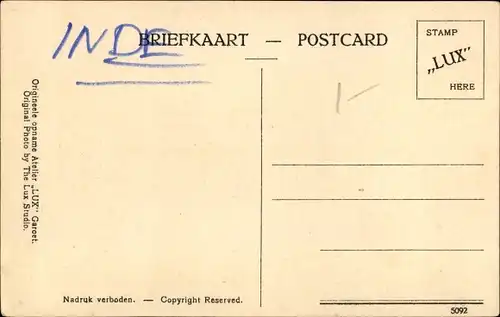 INDE
BRIEFKAART — POSTCARD
STAMP
„LUX"
HERE
Origineele opname Atelier „LUX" Garoet.
Original Photo by The Lux Studio.
Nadruk verboden. — Copyright Reserved.
5092